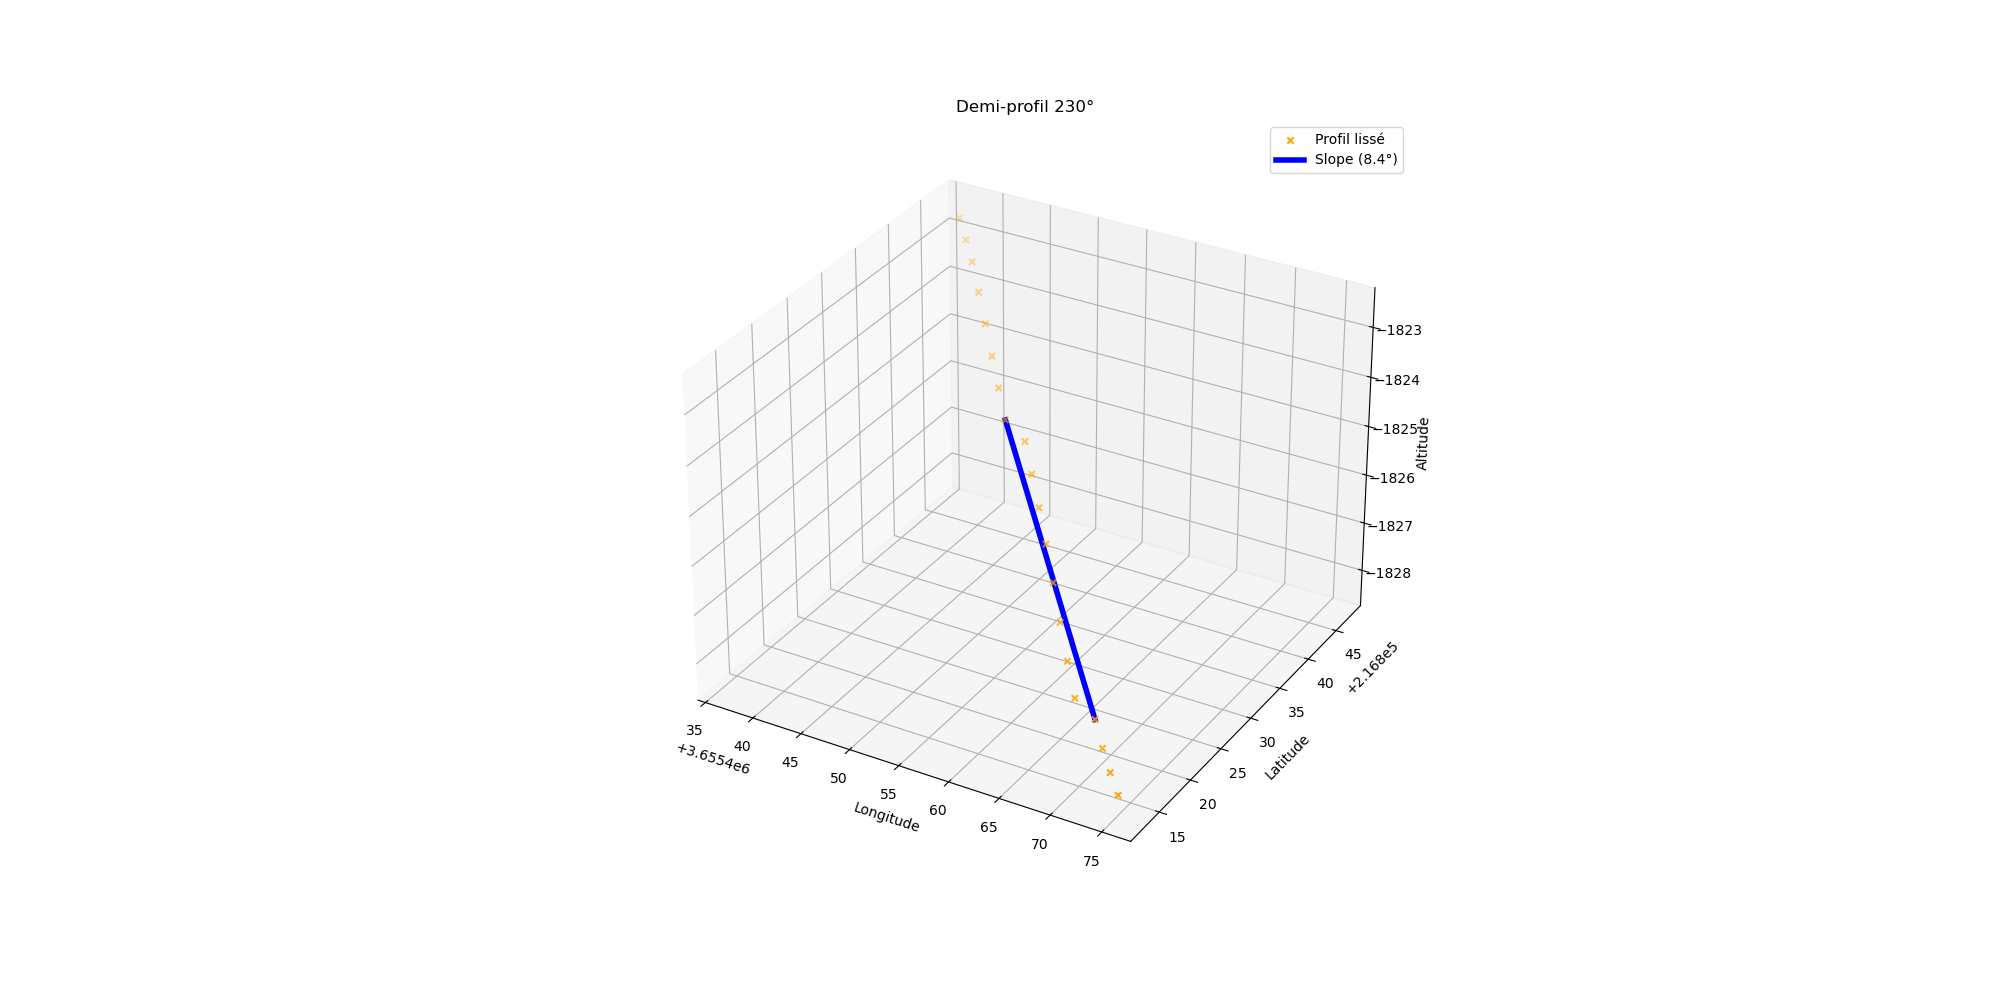 Demi-profil 230°
Profil lissé
Slope (8.4°)
−1823
−1824
−1825
−1826
−1827
−1828
Altitude
45
40
35
30
25
20
15
+2.168e5
Latitude
35
40
45
50
55
60
65
70
75
+3.6554e6
Longitude